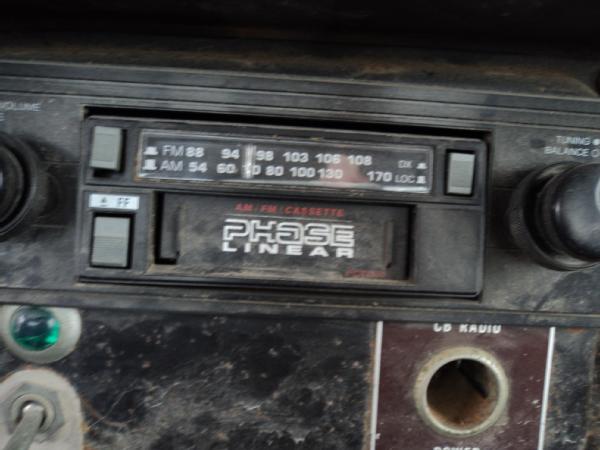 VOLUME
TUNING
BALANCE
FM 88 94 98 103 106 108 DX
AM 54 60 70 80 100 130 170 LOC
FF
AM-FM CASSETTE
PHASE
LINEAR
CB RADIO
POWER